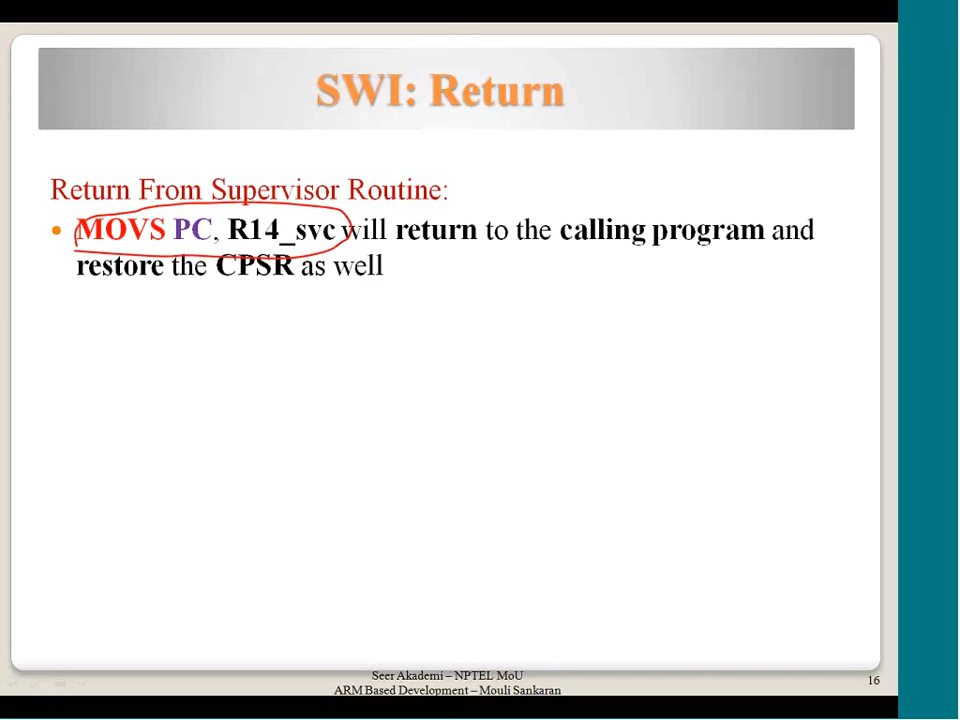 SWI: Return
Return From Supervisor Routine:
• MOVS PC, R14_svc will return to the calling program and
restore the CPSR as well
Seer Akademi – NPTEL MoU
ARM Based Development – Mouli Sankaran
16